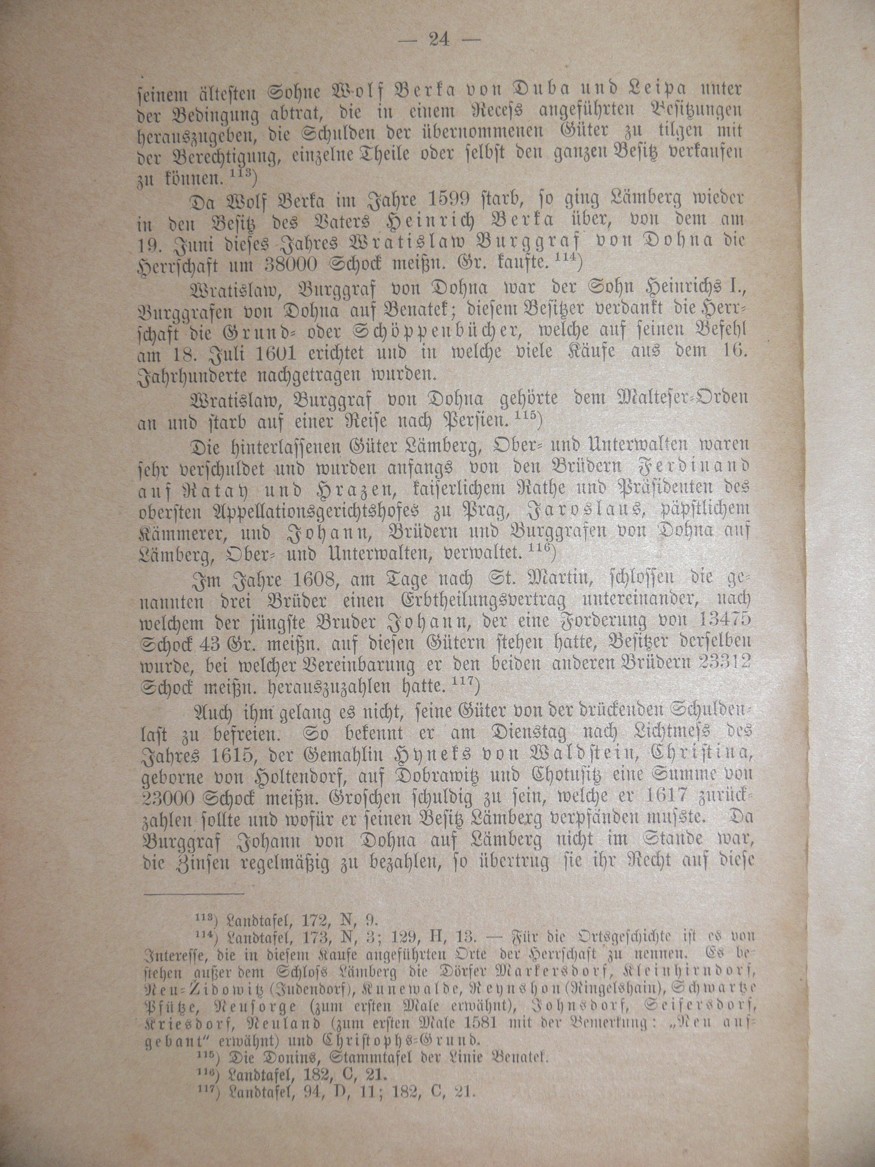 — 24 —
seinem ältesten Sohne Wolf Berka von Duba und Leipa unter
der Bedingung abtrat, die in einem Recess angeführten Besitzungen
herauszugeben, die Schulden der übernommenen Güter zu tilgen mit
der Berechtigung, einzelne Theile oder selbst den ganzen Besitz verkaufen
zu können. ¹¹³)
Da Wolf Berka im Jahre 1599 starb, so ging Lämberg wieder
in den Besitz des Vaters Heinrich Berka über, von dem am
19. Juni dieses Jahres Wratislaw Burggraf von Dohna die
Herrschaft um 38000 Schock meißn. Gr. kaufte. ¹¹⁴)
Wratislaw, Burggraf von Dohna war der Sohn Heinrichs I.,
Burggrafen von Dohna auf Benatek; diesem Besitzer verdankt die Herr-
schaft die Grund- oder Schöppenbücher, welche auf seinen Befehl
am 18. Juli 1601 erichtet und in welche viele Käufe aus dem 16.
Jahrhunderte nachgetragen wurden.
Wratislaw, Burggraf von Dohna gehörte dem Malteser-Orden
an und starb auf einer Reise nach Persien. ¹¹⁵)
Die hinterlassenen Güter Lämberg, Ober- und Unterwalten waren
sehr verschuldet und wurden anfangs von den Brüdern Ferdinand
auf Ratay und Hrazen, kaiserlichem Rathe und Präsidenten des
obersten Appellationsgerichtshofes zu Prag, Jaroslaus, päpstlichem
Kämmerer, und Johann, Brüdern und Burggrafen von Dohna auf
Lämberg, Ober- und Unterwalten, verwaltet. ¹¹⁶)
Im Jahre 1608, am Tage nach St. Martin, schlossen die ge-
nannten drei Brüder einen Erbtheilungsvertrag untereinander, nach
welchem der jüngste Bruder Johann, der eine Forderung von 13475
Schock 43 Gr. meißn. auf diesen Gütern stehen hatte, Besitzer derselben
wurde, bei welcher Vereinbarung er den beiden anderen Brüdern 23312
Schock meißn. herauszuzahlen hatte. ¹¹⁷)
Auch ihm gelang es nicht, seine Güter von der drückenden Schulden-
last zu befreien. So bekennt er am Dienstag nach Lichtmess des
Jahres 1615, der Gemahlin Hyneks von Waldstein, Christina,
geborne von Holtendorf, auf Dobrawitz und Chotusitz eine Summe von
23000 Schock meißn. Groschen schuldig zu sein, welche er 1617 zurück-
zahlen sollte und wofür er seinen Besitz Lämberg verpfänden musste. Da
Burggraf Johann von Dohna auf Lämberg nicht im Stande war,
die Zinsen regelmäßig zu bezahlen, so übertrug sie ihr Recht auf diese
¹¹³) Landtafel, 172, N, 9.
¹¹⁴) Landtafel, 173, N, 3; 129, H, 13. — Für die Ortsgeschichte ist es von
Interesse, die in diesem Kaufe angeführten Orte der Herrschaft zu nennen. Es be-
stehen außer dem Schloss Lämberg die Dörfer Markersdorf, Kleinhirndorf,
Neu-Zibowitz (Judendorf), Kunewalde, Reynshon (Ringelshain), Schwartze
Pfütze, Neusorge (zum ersten Male erwähnt), Johnsdorf, Seifersdorf,
Kriesdorf, Neuland (zum ersten Male 1581 mit der Bemerkung: „Neu auf-
gebant“ erwähnt) und Christophs-Grund.
¹¹⁵) Die Donins, Stammtafel der Linie Benatek.
¹¹⁶) Landtafel, 182, C, 21.
¹¹⁷) Landtafel, 94, D, 11; 182, C, 21.